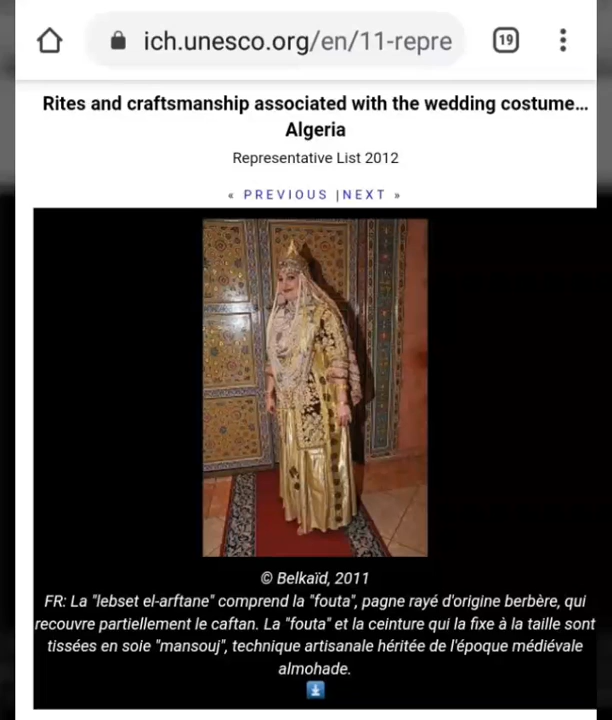 ich.unesco.org/en/11-repre
19
Rites and craftsmanship associated with the wedding costume...
Algeria
Representative List 2012
« PREVIOUS |NEXT »
© Belkaïd, 2011
FR: La "lebset el-arftane" comprend la "fouta", pagne rayé d'origine berbère, qui
recouvre partiellement le caftan. La "fouta" et la ceinture qui la fixe à la taille sont
tissées en soie "mansouj", technique artisanale héritée de l'époque médiévale
almohade.